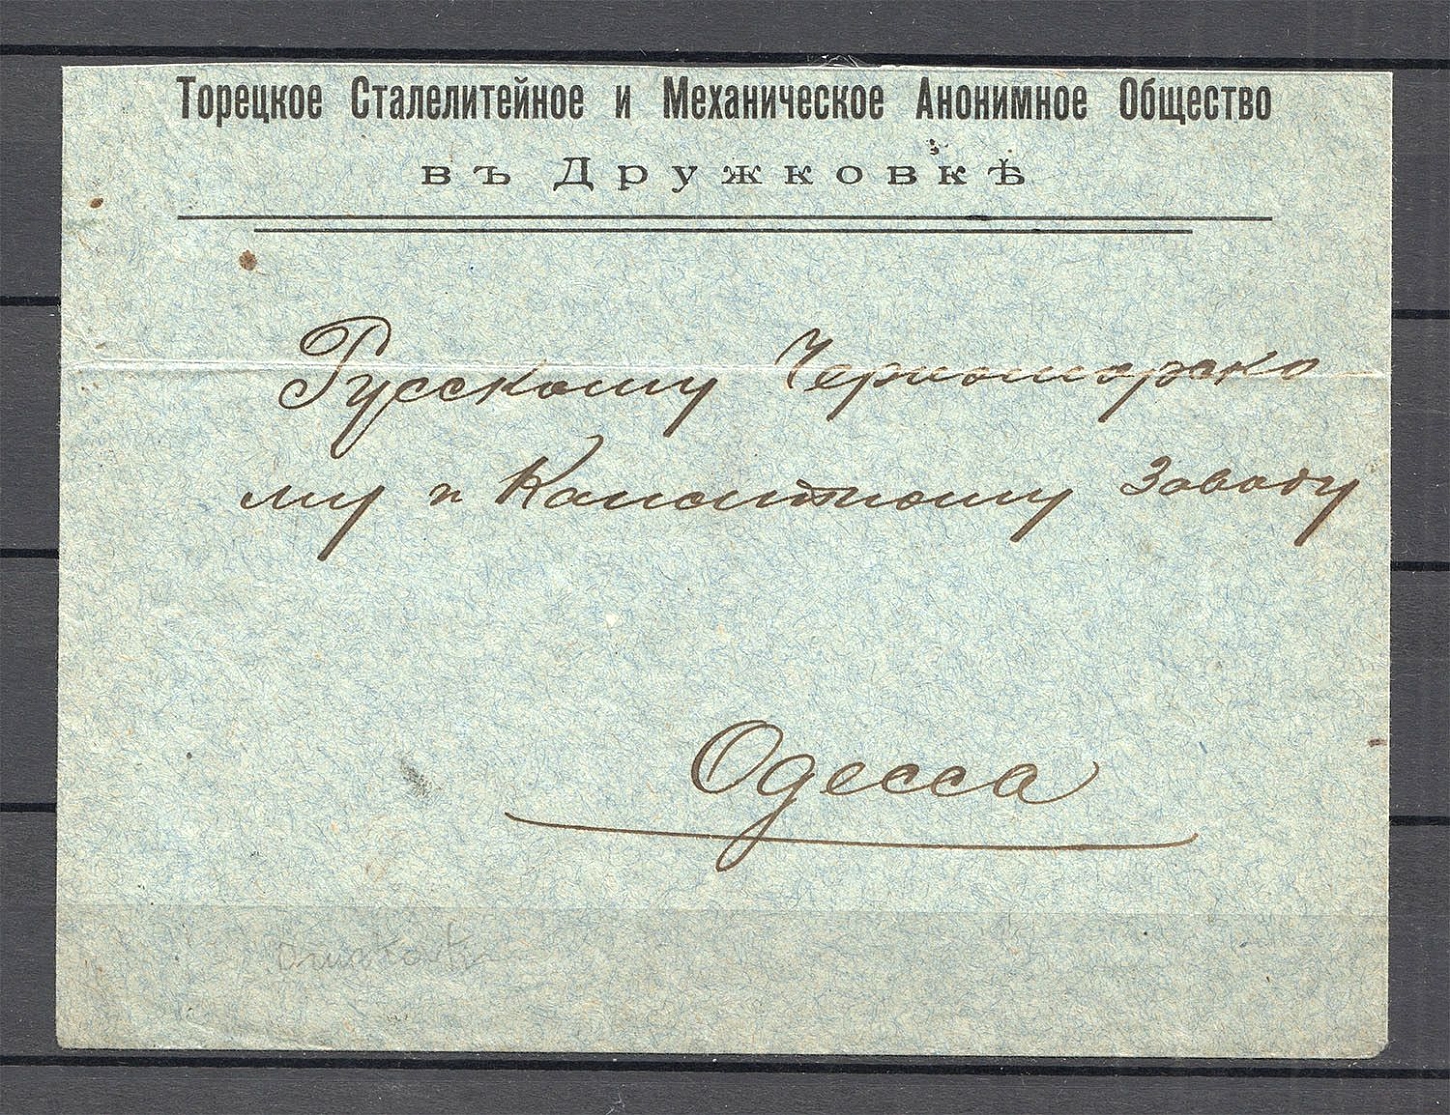 Торецкое Сталелитейное и Механическое Анонимное Общество
въ Дружковкѣ
Русскому Черноморско
му п Канатному Заводу
Одесса